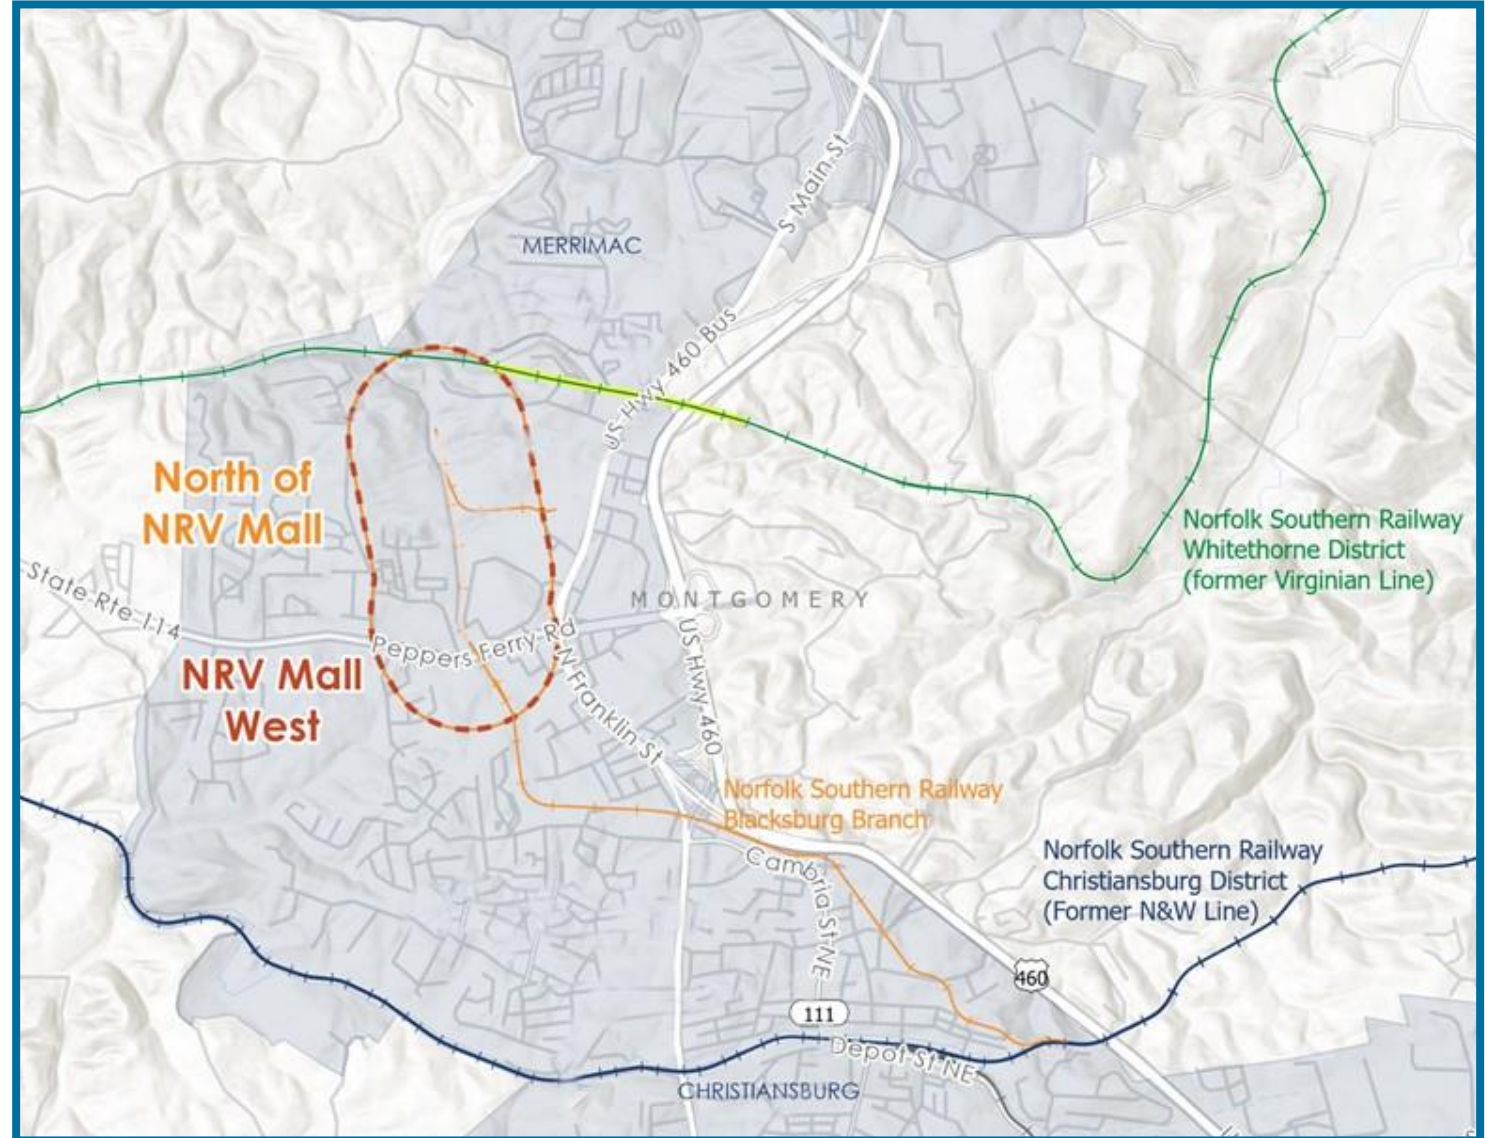 S Main St
MERRIMAC
US Hwy 460 Bus
North of
NRV Mall
Norfolk Southern Railway
Whitethorne District
(former Virginian Line)
State Rte 114
MONTGOMERY
Peppers Ferry Rd
NRV Mall
West
N Franklin St
US Hwy 460
Norfolk Southern Railway
Blacksburg Branch
Norfolk Southern Railway
Christiansburg District
(Former N&W Line)
Cambria St NE
460
111
Depot St NE
CHRISTIANSBURG